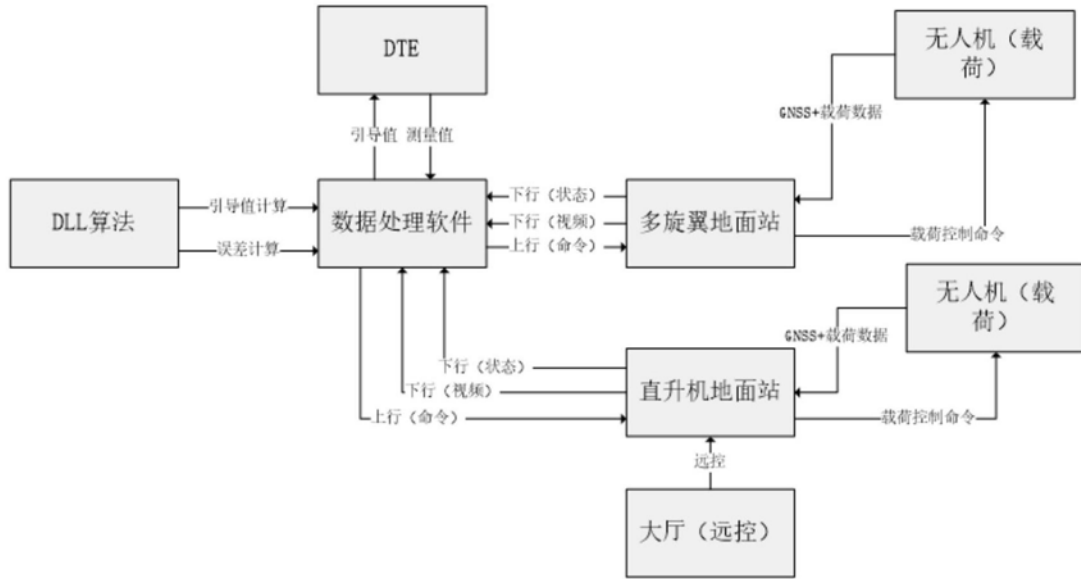 DTE
无人机（载
荷）
GNSS+载荷数据
引导值 测量值
DLL算法
引导值计算
误差计算
数据处理软件
下行（状态）
下行（视频）
上行（命令）
多旋翼地面站
载荷控制命令
无人机（载
荷）
GNSS+载荷数据
下行（状态）
下行（视频）
上行（命令）
直升机地面站
载荷控制命令
远控
大厅（远控）